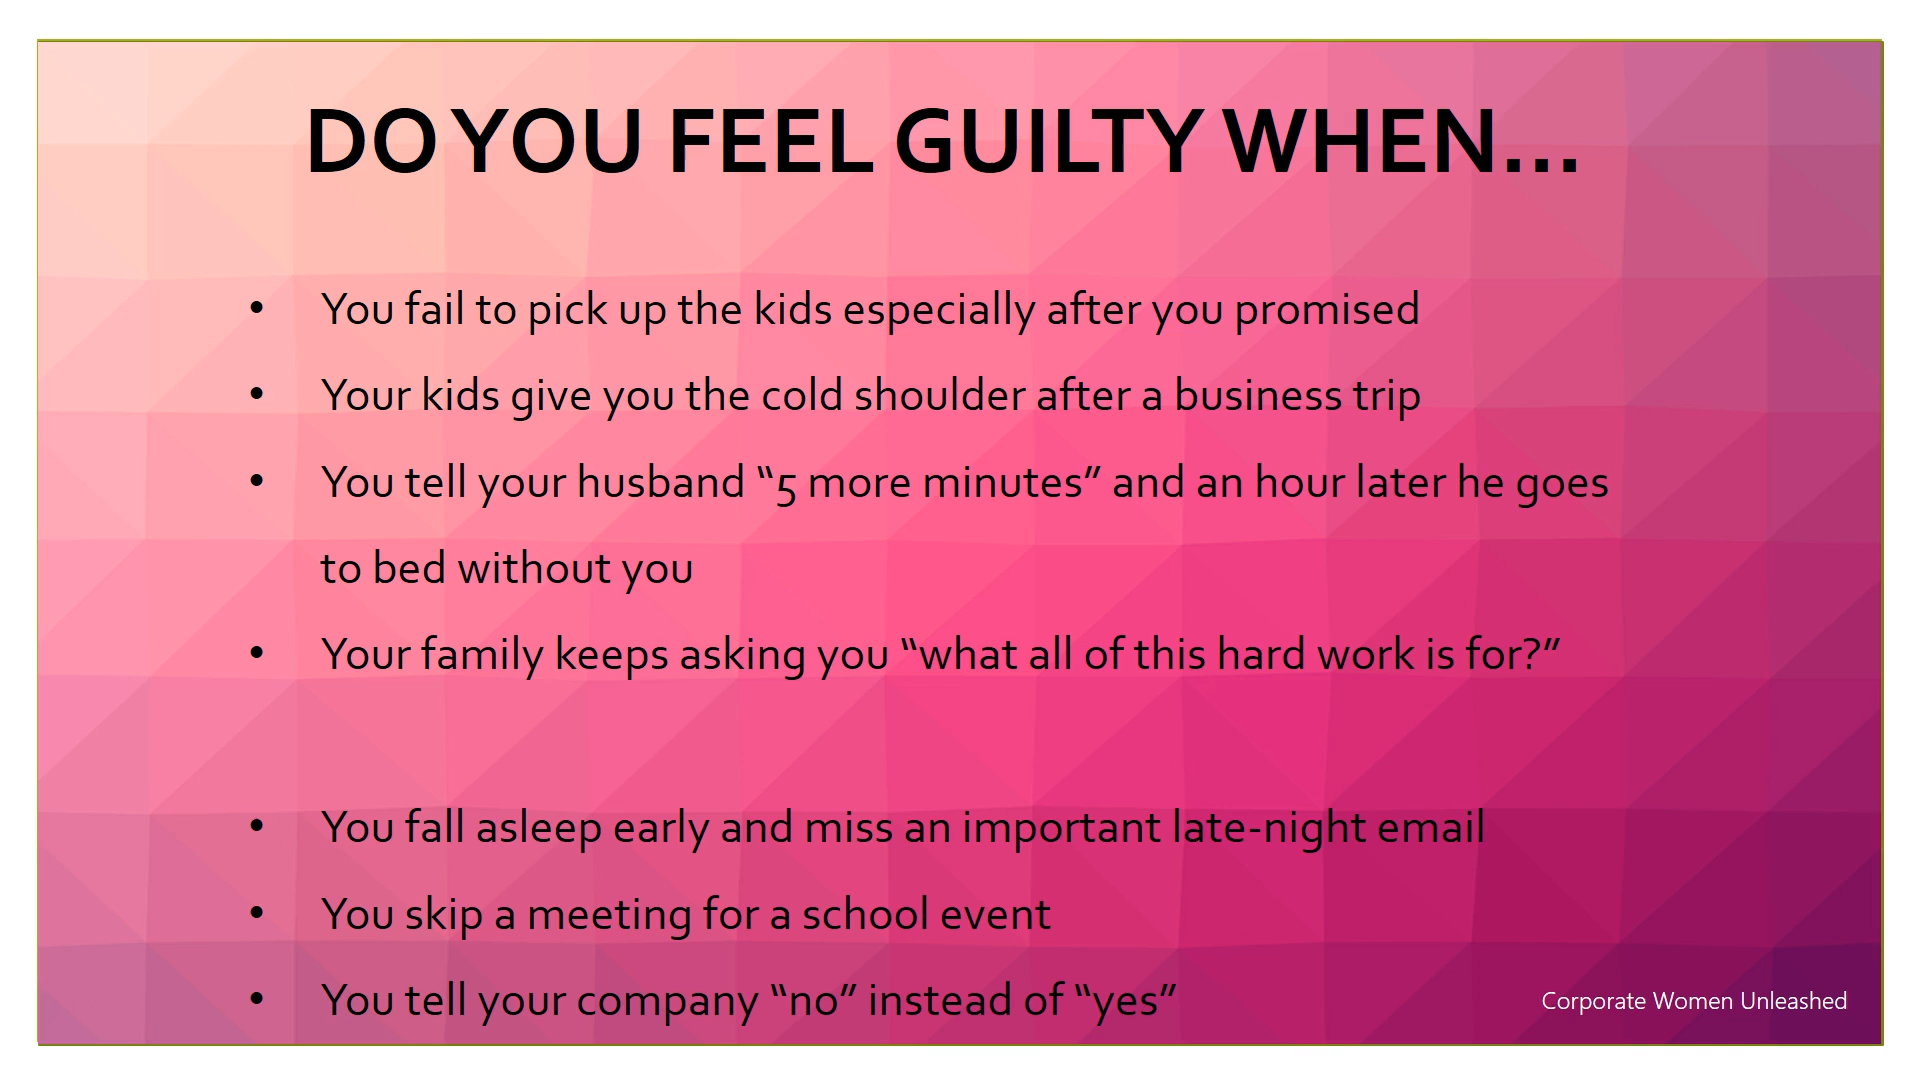 DO YOU FEEL GUILTY WHEN...
• You fail to pick up the kids especially after you promised
• Your kids give you the cold shoulder after a business trip
• You tell your husband “5 more minutes” and an hour later he goes
to bed without you
• Your family keeps asking you “what all of this hard work is for?”
• You fall asleep early and miss an important late-night email
• You skip a meeting for a school event
• You tell your company “no” instead of “yes”
Corporate Women Unleashed